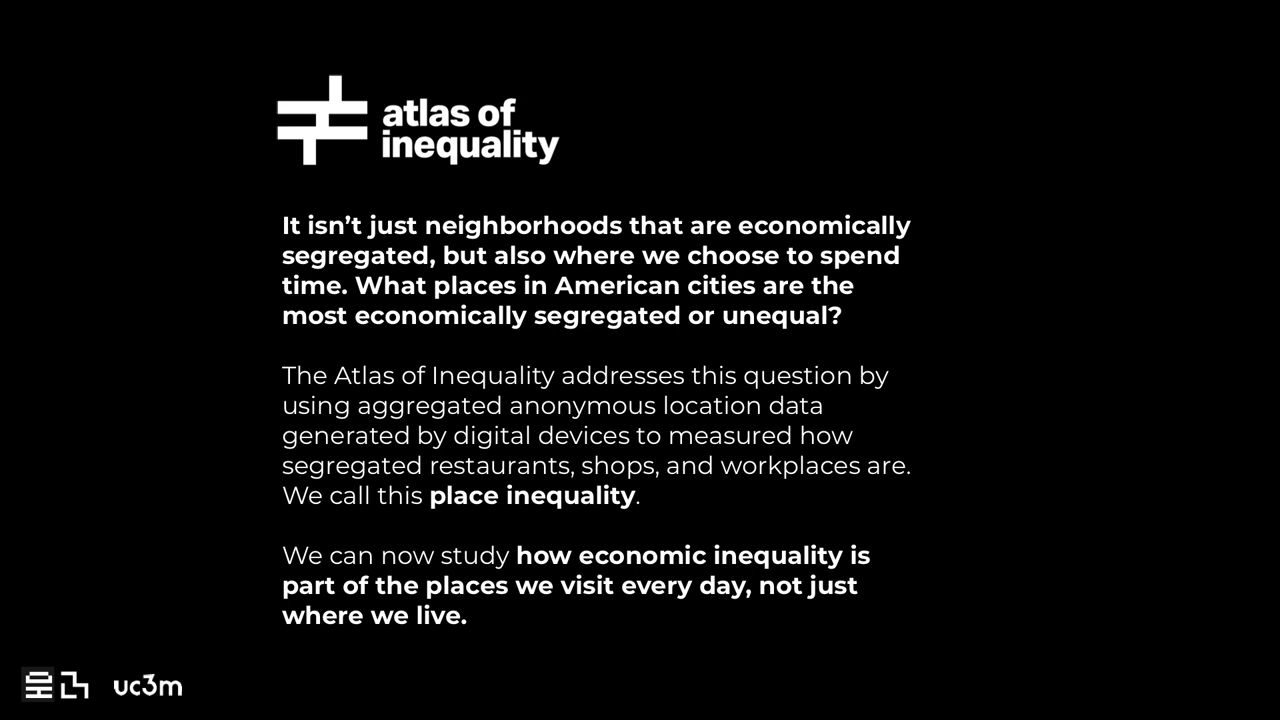 atlas of
inequality
It isn’t just neighborhoods that are economically
segregated, but also where we choose to spend
time. What places in American cities are the
most economically segregated or unequal?
The Atlas of Inequality addresses this question by
using aggregated anonymous location data
generated by digital devices to measured how
segregated restaurants, shops, and workplaces are.
We call this place inequality.
We can now study how economic inequality is
part of the places we visit every day, not just
where we live.
uc3m